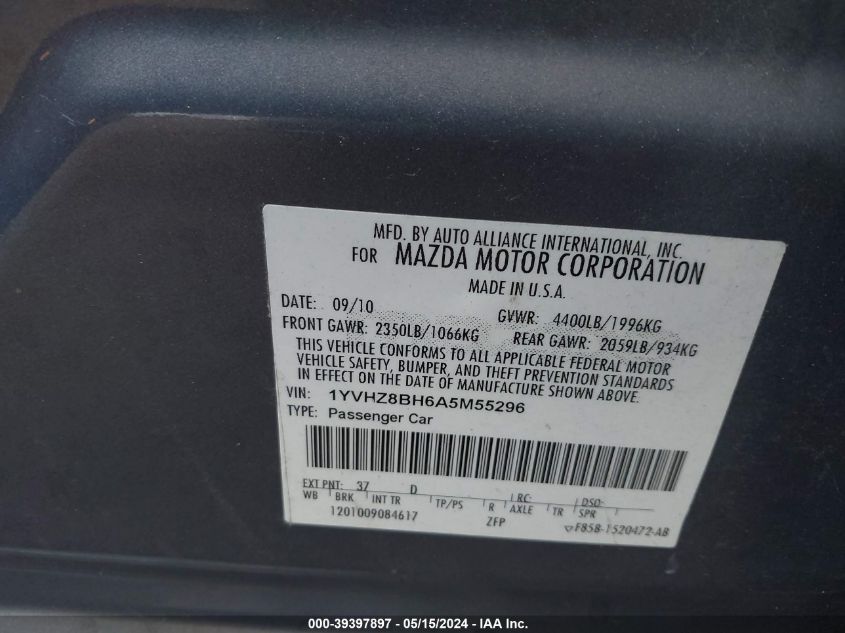 MFD. BY AUTO ALLIANCE INTERNATIONAL, INC.
FOR MAZDA MOTOR CORPORATION
MADE IN U.S.A.
DATE: 09/10 GVWR: 4400LB/1996KG
FRONT GAWR: 2350LB/1066KG REAR GAWR: 2059LB/934KG
THIS VEHICLE CONFORMS TO ALL APPLICABLE FEDERAL MOTOR
VEHICLE SAFETY, BUMPER, AND THEFT PREVENTION STANDARDS
IN EFFECT ON THE DATE OF MANUFACTURE SHOWN ABOVE.
VIN: 1YVHZ8BH6A5M55296
TYPE: Passenger Car
EXT PNT: 37 D RC: DSO:
WB BRK INT TR TP/PS R AXLE TR SPR
1201009084617 ZFP F85B-1520472-AB
000-39397897 - 05/15/2024 - IAA Inc.